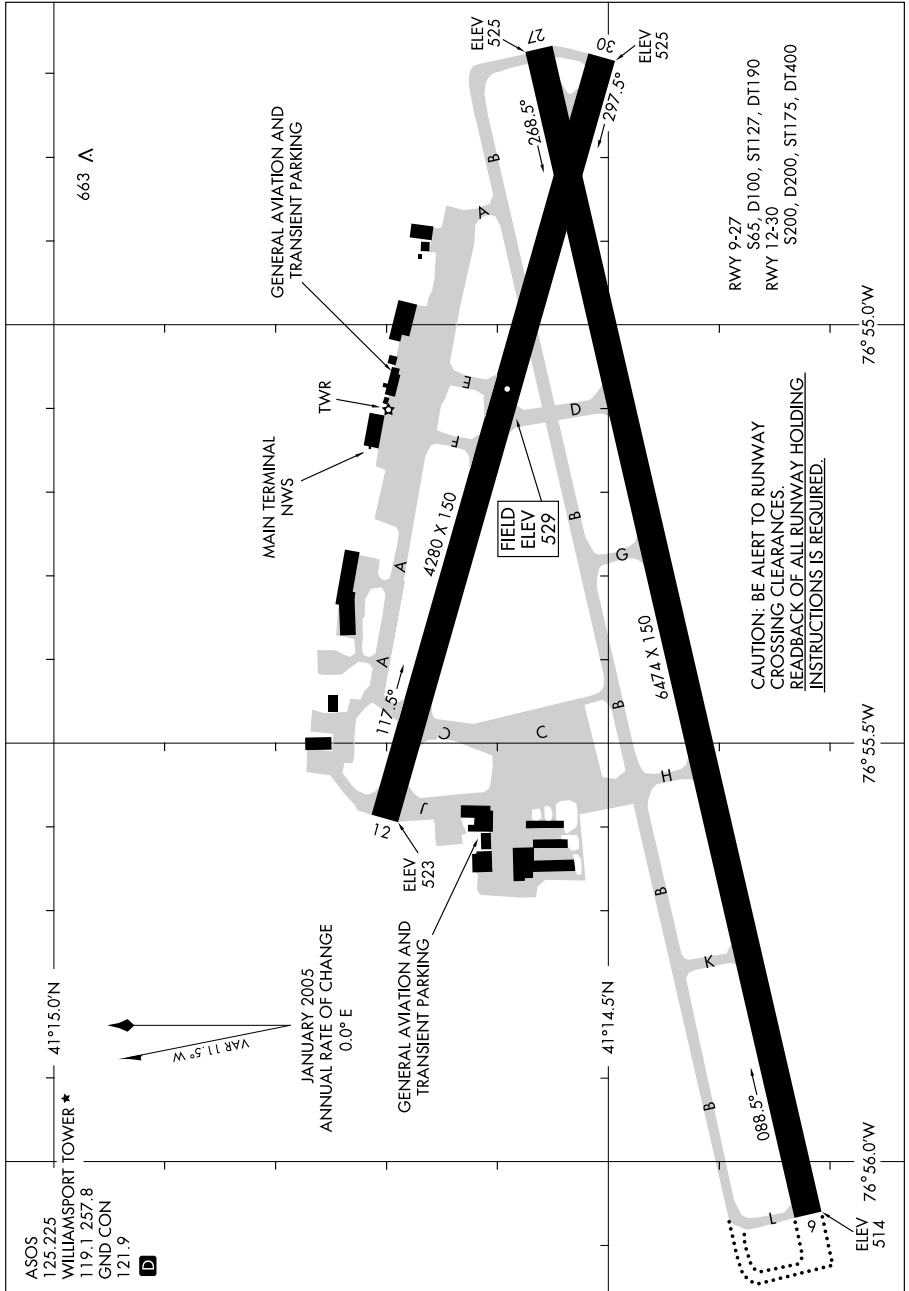 ASOS
125.225
WILLIAMSPORT TOWER ★
119.1 257.8
GND CON
121.9
D
41°15.0'N
663
VAR 11.5° W
JANUARY 2005
ANNUAL RATE OF CHANGE
0.0° E
GENERAL AVIATION AND
TRANSIENT PARKING
ELEV
523
12
117.5°
MAIN TERMINAL
NWS
TWR
GENERAL AVIATION AND
TRANSIENT PARKING
A
A
A
J
C
C
F
E
4280 X 150
FIELD
ELEV
529
D
B
B
B
B
B
G
H
K
L
6474 X 150
088.5°
9
ELEV
514
268.5°
27
ELEV
525
297.5°
30
ELEV
525
41°14.5'N
RWY 9-27
S65, D100, ST127, DT190
RWY 12-30
S200, D200, ST175, DT400
CAUTION: BE ALERT TO RUNWAY
CROSSING CLEARANCES.
READBACK OF ALL RUNWAY HOLDING
INSTRUCTIONS IS REQUIRED.
76°56.0'W
76°55.5'W
76°55.0'W